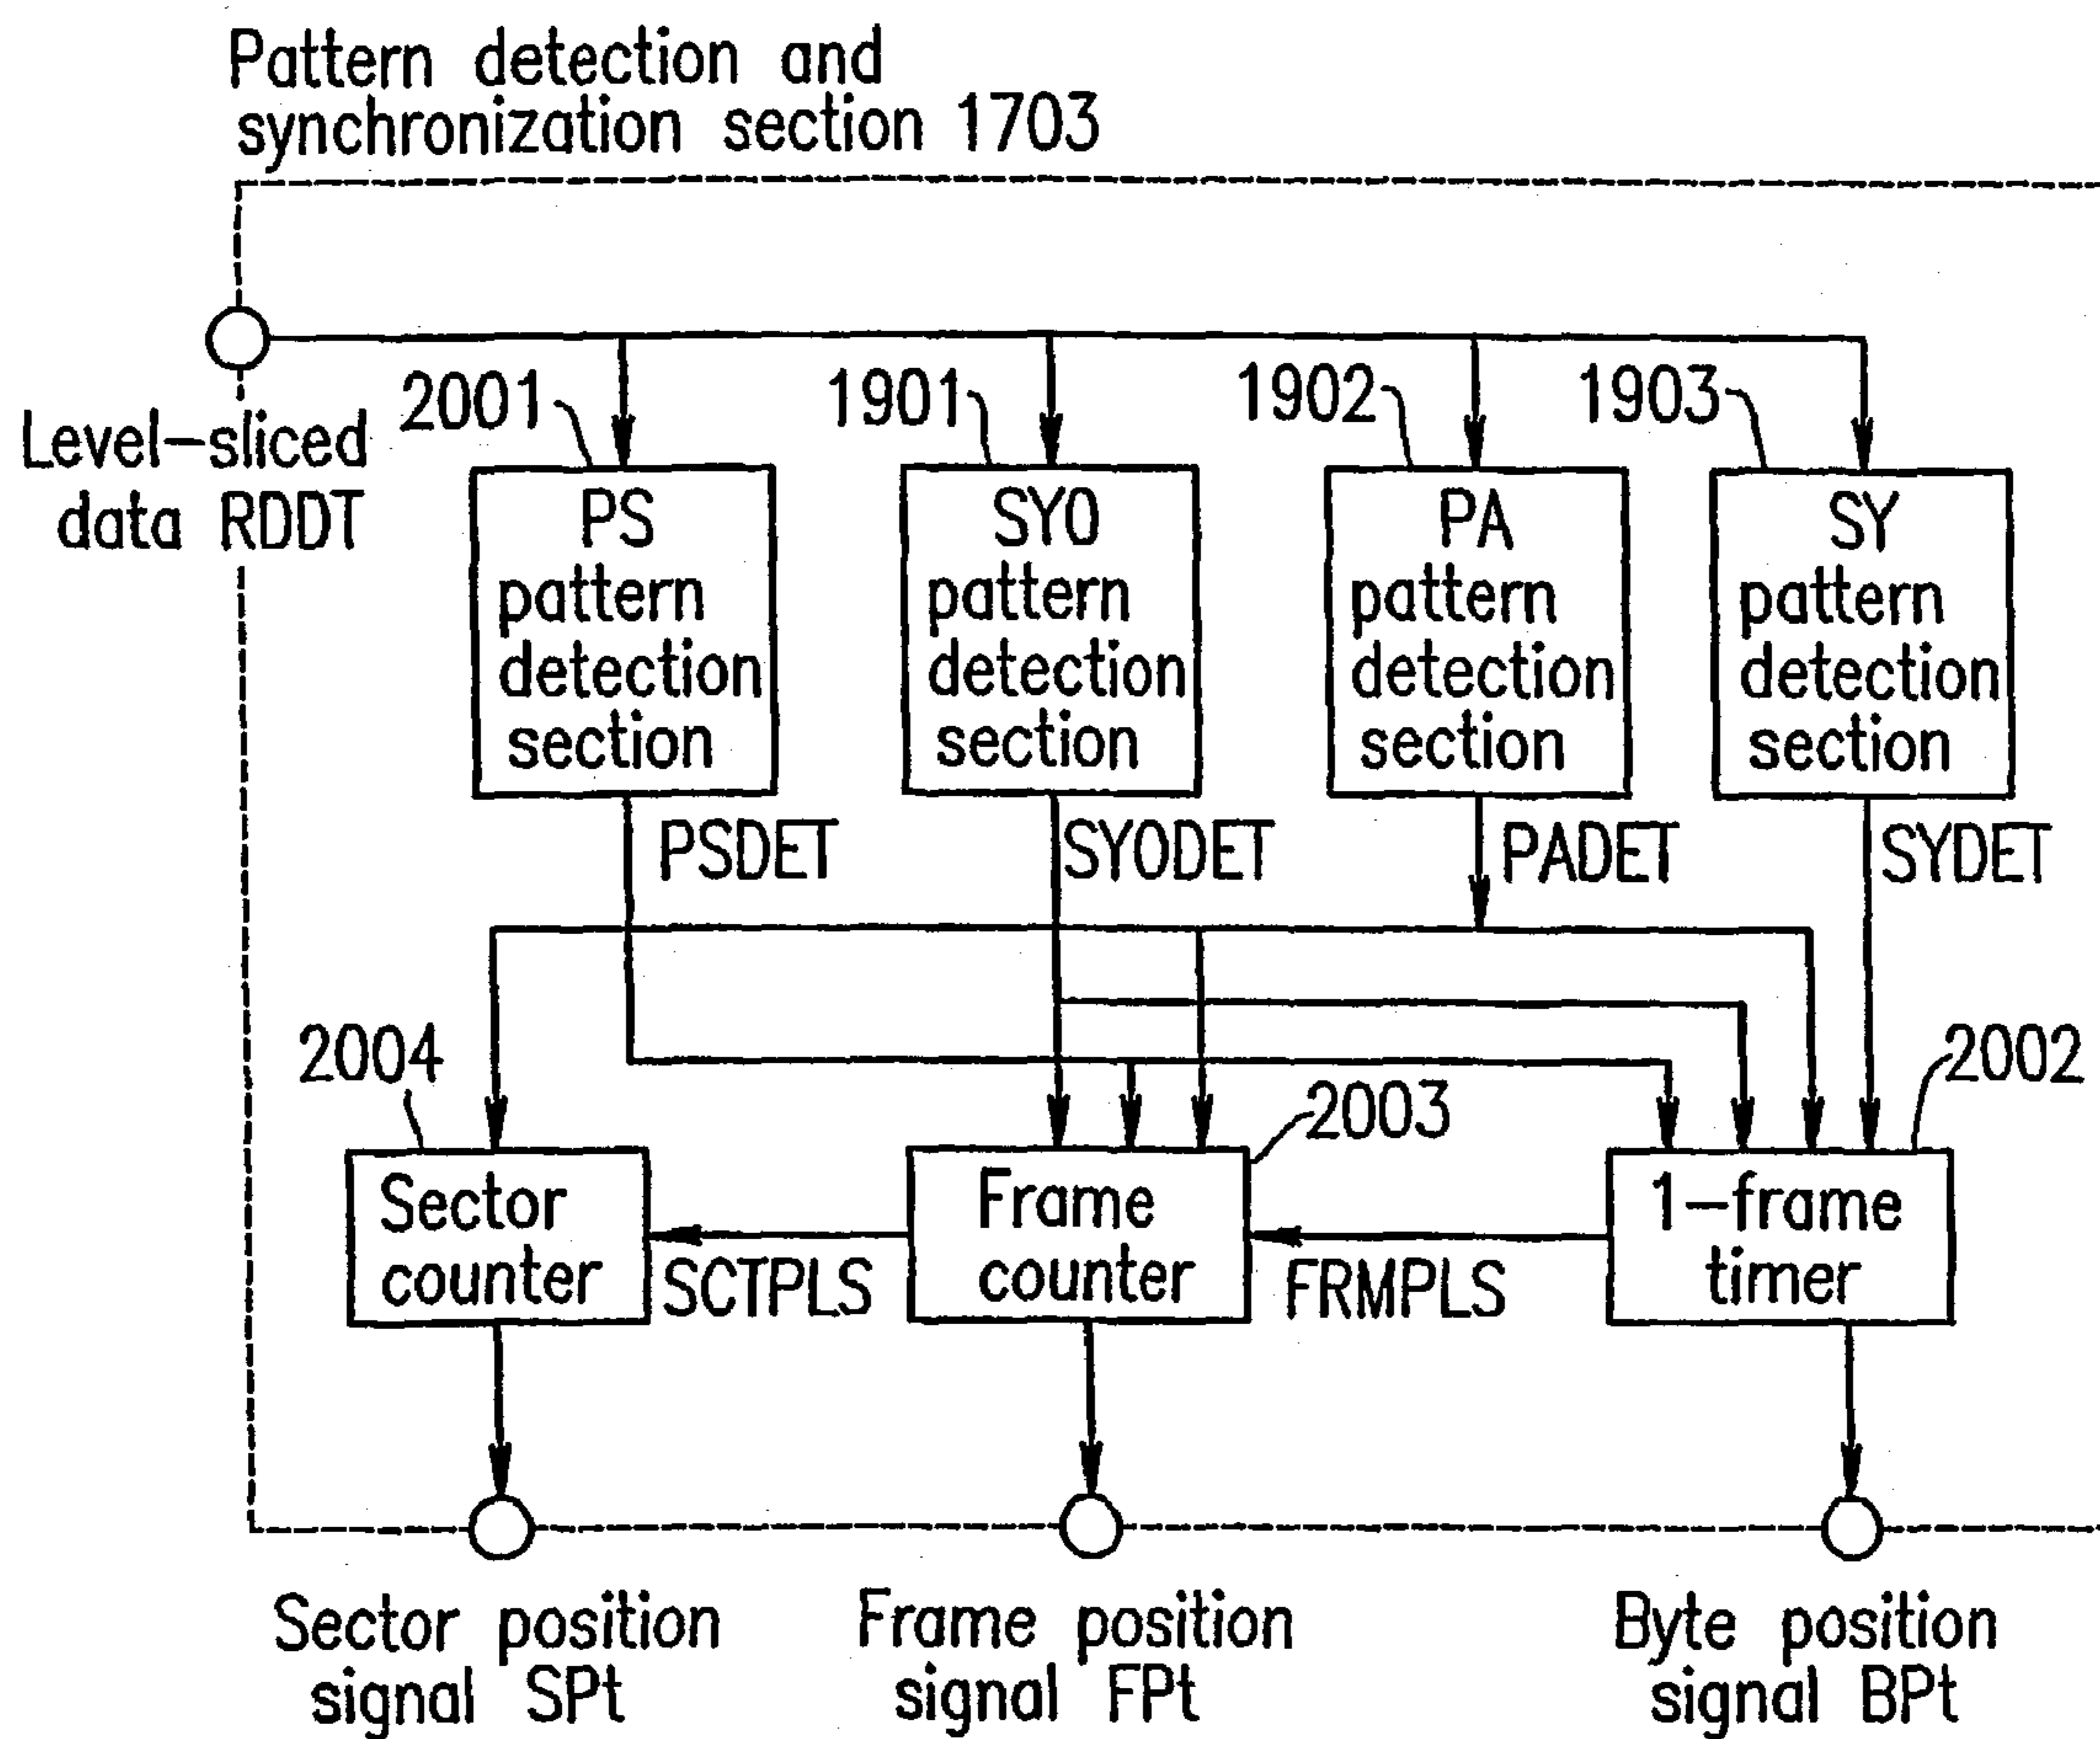 Pattern detection and
synchronization section 1703
Level-sliced
data RDDT
2001
1901
1902
1903
PS
pattern
detection
section
SYO
pattern
detection
section
PA
pattern
detection
section
SY
pattern
detection
section
PSDET
SYODET
PADET
SYDET
2004
2003
2002
Sector
counter
SCTPLS
Frame
counter
FRMPLS
1-frame
timer
Sector position
signal SPt
Frame position
signal FPt
Byte position
signal BPt